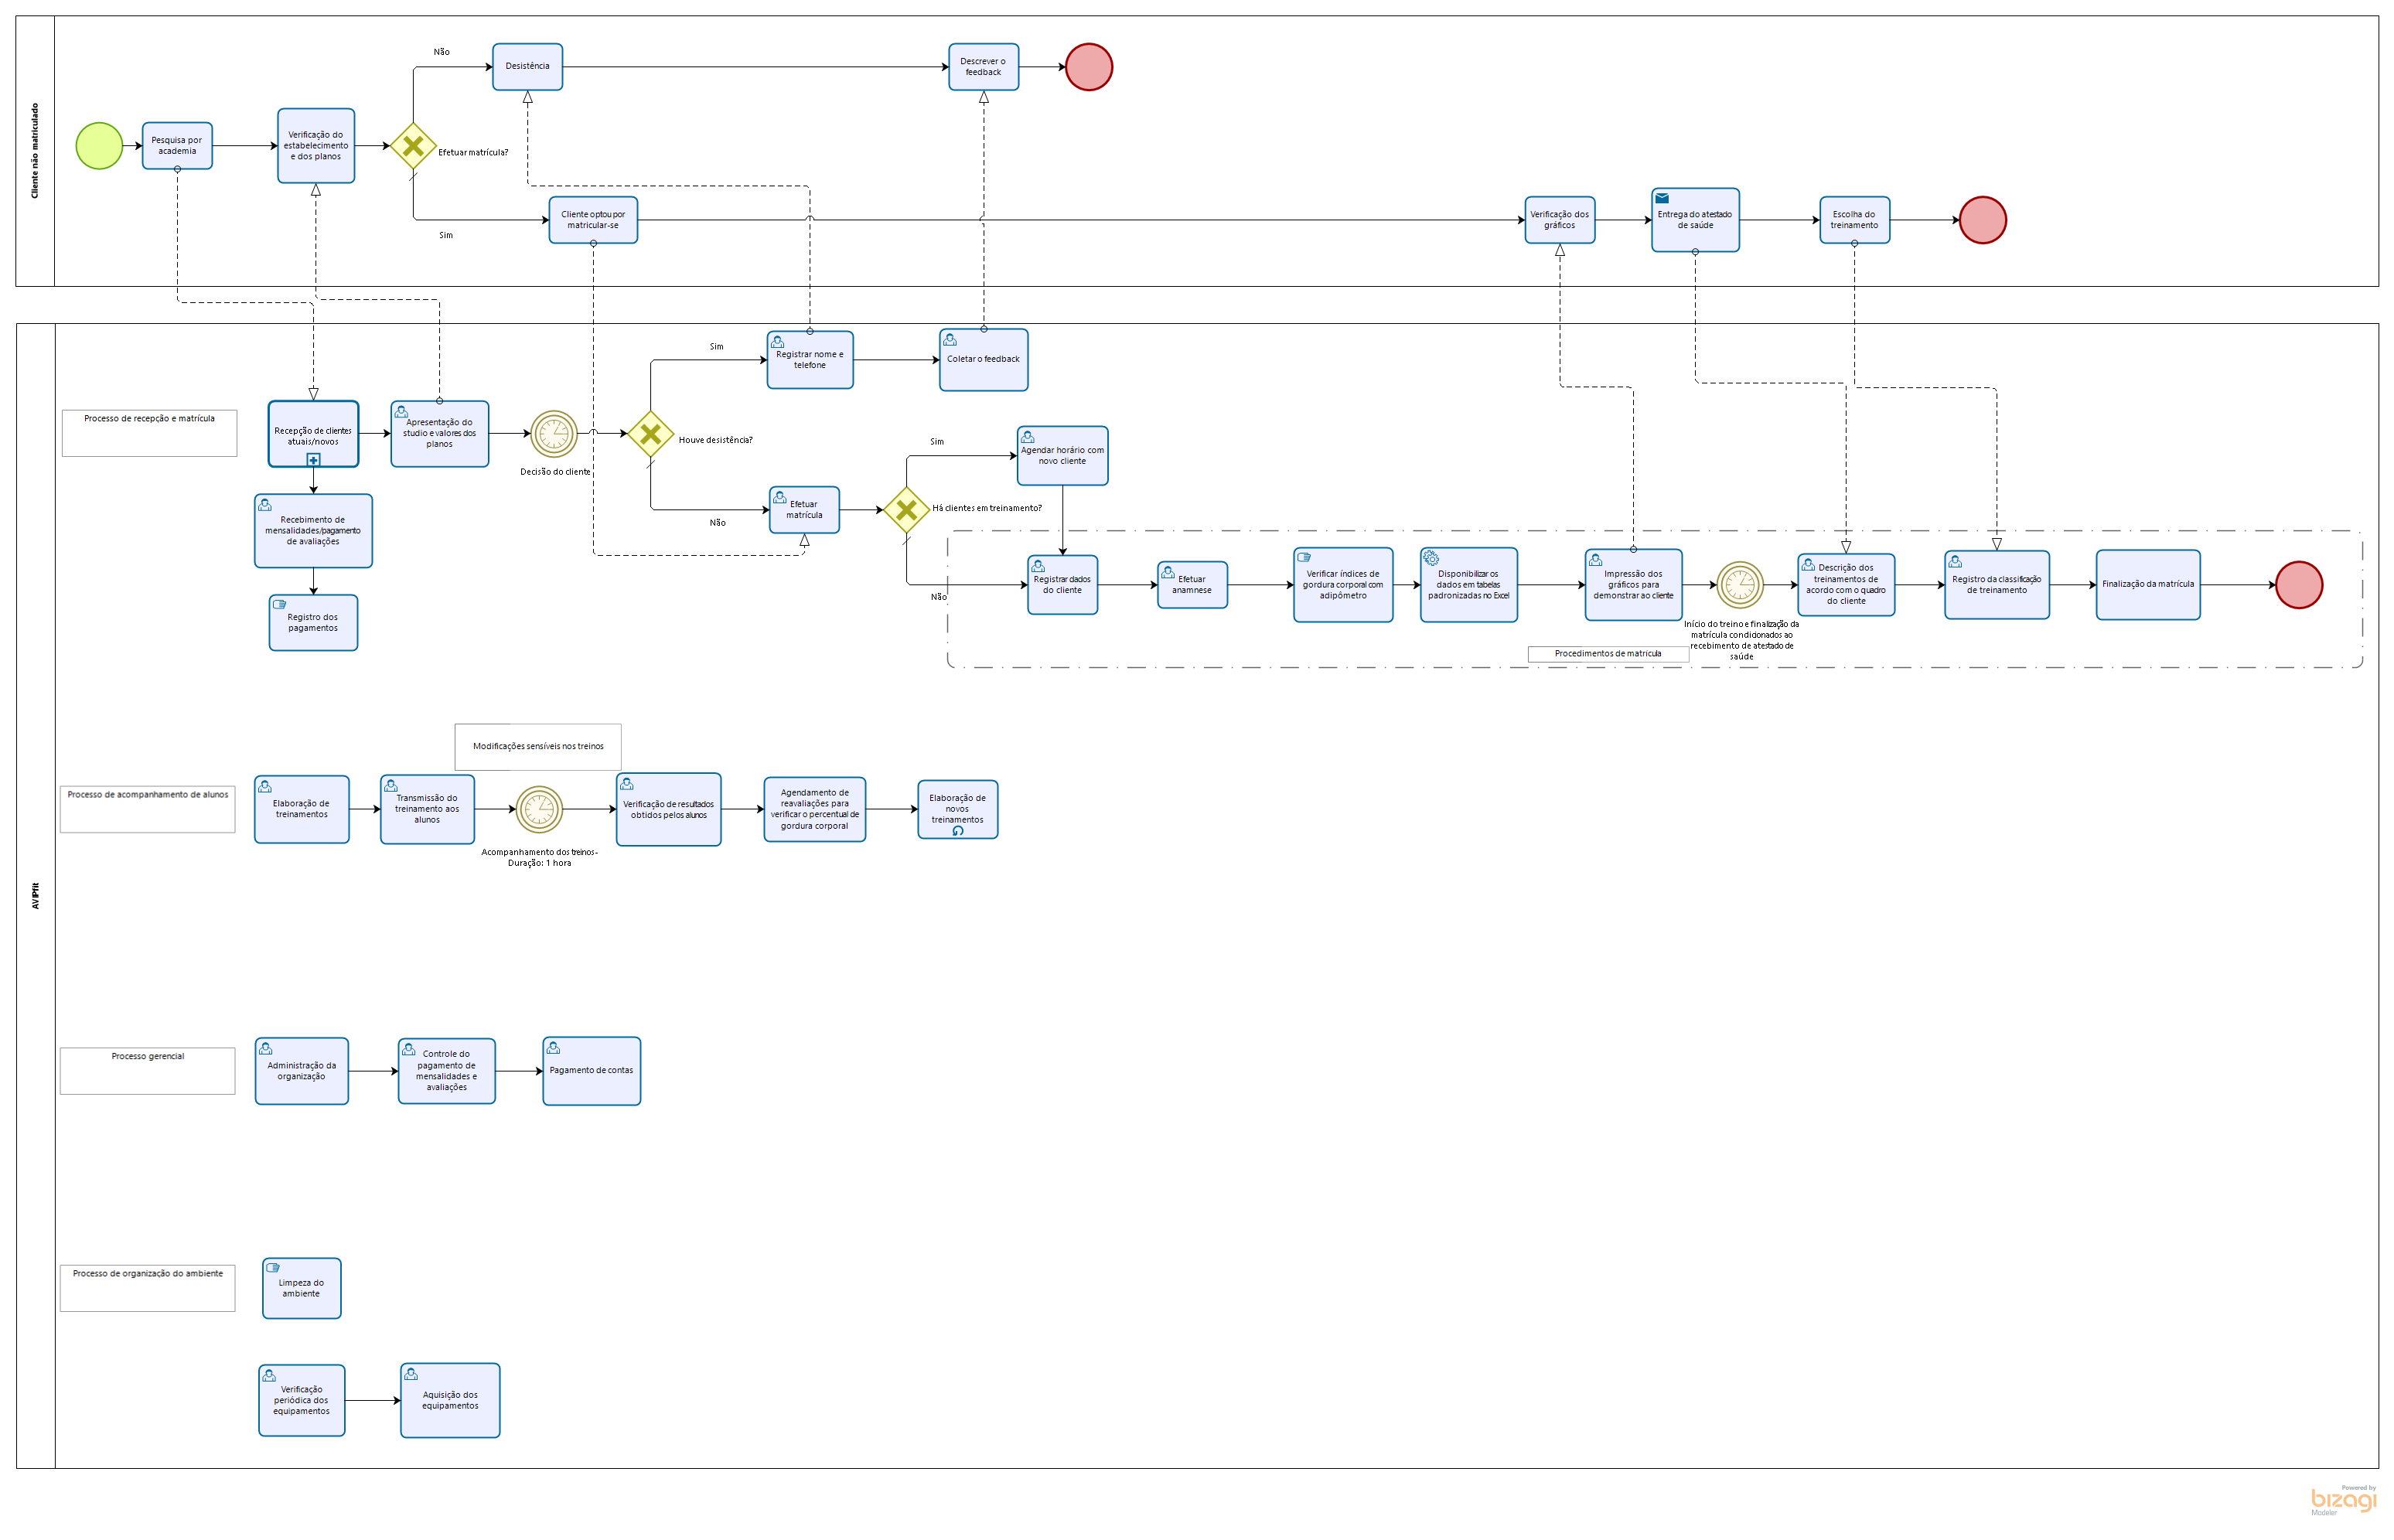 Cliente não matriculado
Não
Desistência
Descrever o
feedback
Pesquisa por
academia
Verificação do
estabelecimento
e dos planos
Efetuar matrícula?
Sim
Cliente optou por
matricular-se
Verificação dos
gráficos
Entrega do atestado
de saúde
Escolha do
treinamento
AVIPfit
Processo de recepção e matrícula
Recepção de clientes
atuais/novos
Apresentação do
studio e valores dos
planos
Decisão do cliente
Houve desistência?
Sim
Registrar nome e
telefone
Coletar o feedback
Não
Efetuar
matrícula
Há clientes em treinamento?
Sim
Agendar horário com
novo cliente
Não
Recebimento de
mensalidades/pagamento
de avaliações
Registro dos
pagamentos
Registrar dados
do cliente
Efetuar
anamnese
Verificar índices de
gordura corporal com
adipômetro
Disponibilizar os
dados em tabelas
padronizadas no Excel
Impressão dos
gráficos para
demonstrar ao cliente
Início do treino e finalização da
matrícula condicionados ao
recebimento de atestado de
saúde
Descrição dos
treinamentos de
acordo com o quadro
do cliente
Registro da classificação
de treinamento
Finalização da matrícula
Procedimentos de matrícula
Modificações sensíveis nos treinos
Processo de acompanhamento de alunos
Elaboração de
treinamentos
Transmissão do
treinamento aos
alunos
Acompanhamento dos treinos-
Duração: 1 hora
Verificação de resultados
obtidos pelos alunos
Agendamento de
reavaliações para
verificar o percentual de
gordura corporal
Elaboração de
novos
treinamentos
Processo gerencial
Administração da
organização
Controle do
pagamento de
mensalidades e
avaliações
Pagamento de contas
Processo de organização do ambiente
Limpeza do
ambiente
Verificação
periódica dos
equipamentos
Aquisição dos
equipamentos
Powered by
bizagi
Modeler